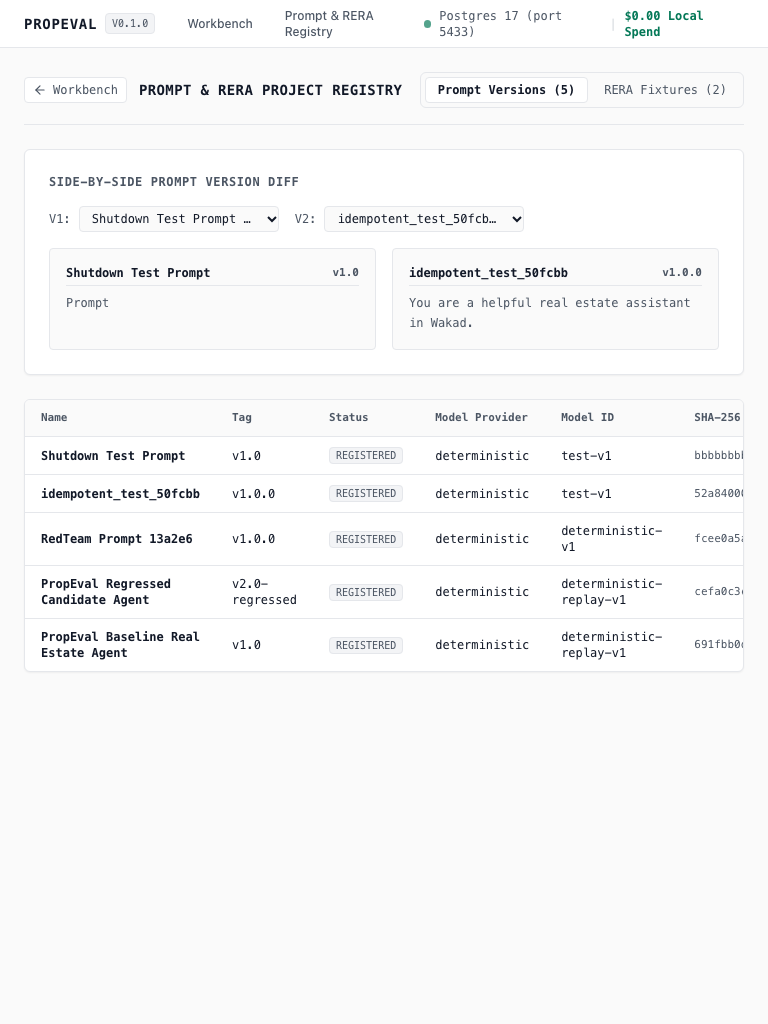 PROPEVAL V0.1.0 Workbench Prompt & RERA Registry Postgres 17 (port 5433) | $0.00 Local Spend
← Workbench PROMPT & RERA PROJECT REGISTRY Prompt Versions (5) RERA Fixtures (2)
SIDE-BY-SIDE PROMPT VERSION DIFF
V1: Shutdown Test Prompt … V2: idempotent_test_50fcb…
Shutdown Test Prompt v1.0
Prompt
idempotent_test_50fcbb v1.0.0
You are a helpful real estate assistant
in Wakad.
Name Tag Status Model Provider Model ID SHA-256
Shutdown Test Prompt v1.0 REGISTERED deterministic test-v1
idempotent_test_50fcbb v1.0.0 REGISTERED deterministic test-v1 52a8400
RedTeam Prompt 13a2e6 v1.0.0 REGISTERED deterministic deterministic-v1 fcee0a5
PropEval Regressed Candidate Agent v2.0-regressed REGISTERED deterministic deterministic-replay-v1 cefa0c3
PropEval Baseline Real Estate Agent v1.0 REGISTERED deterministic deterministic-replay-v1 691fbb0